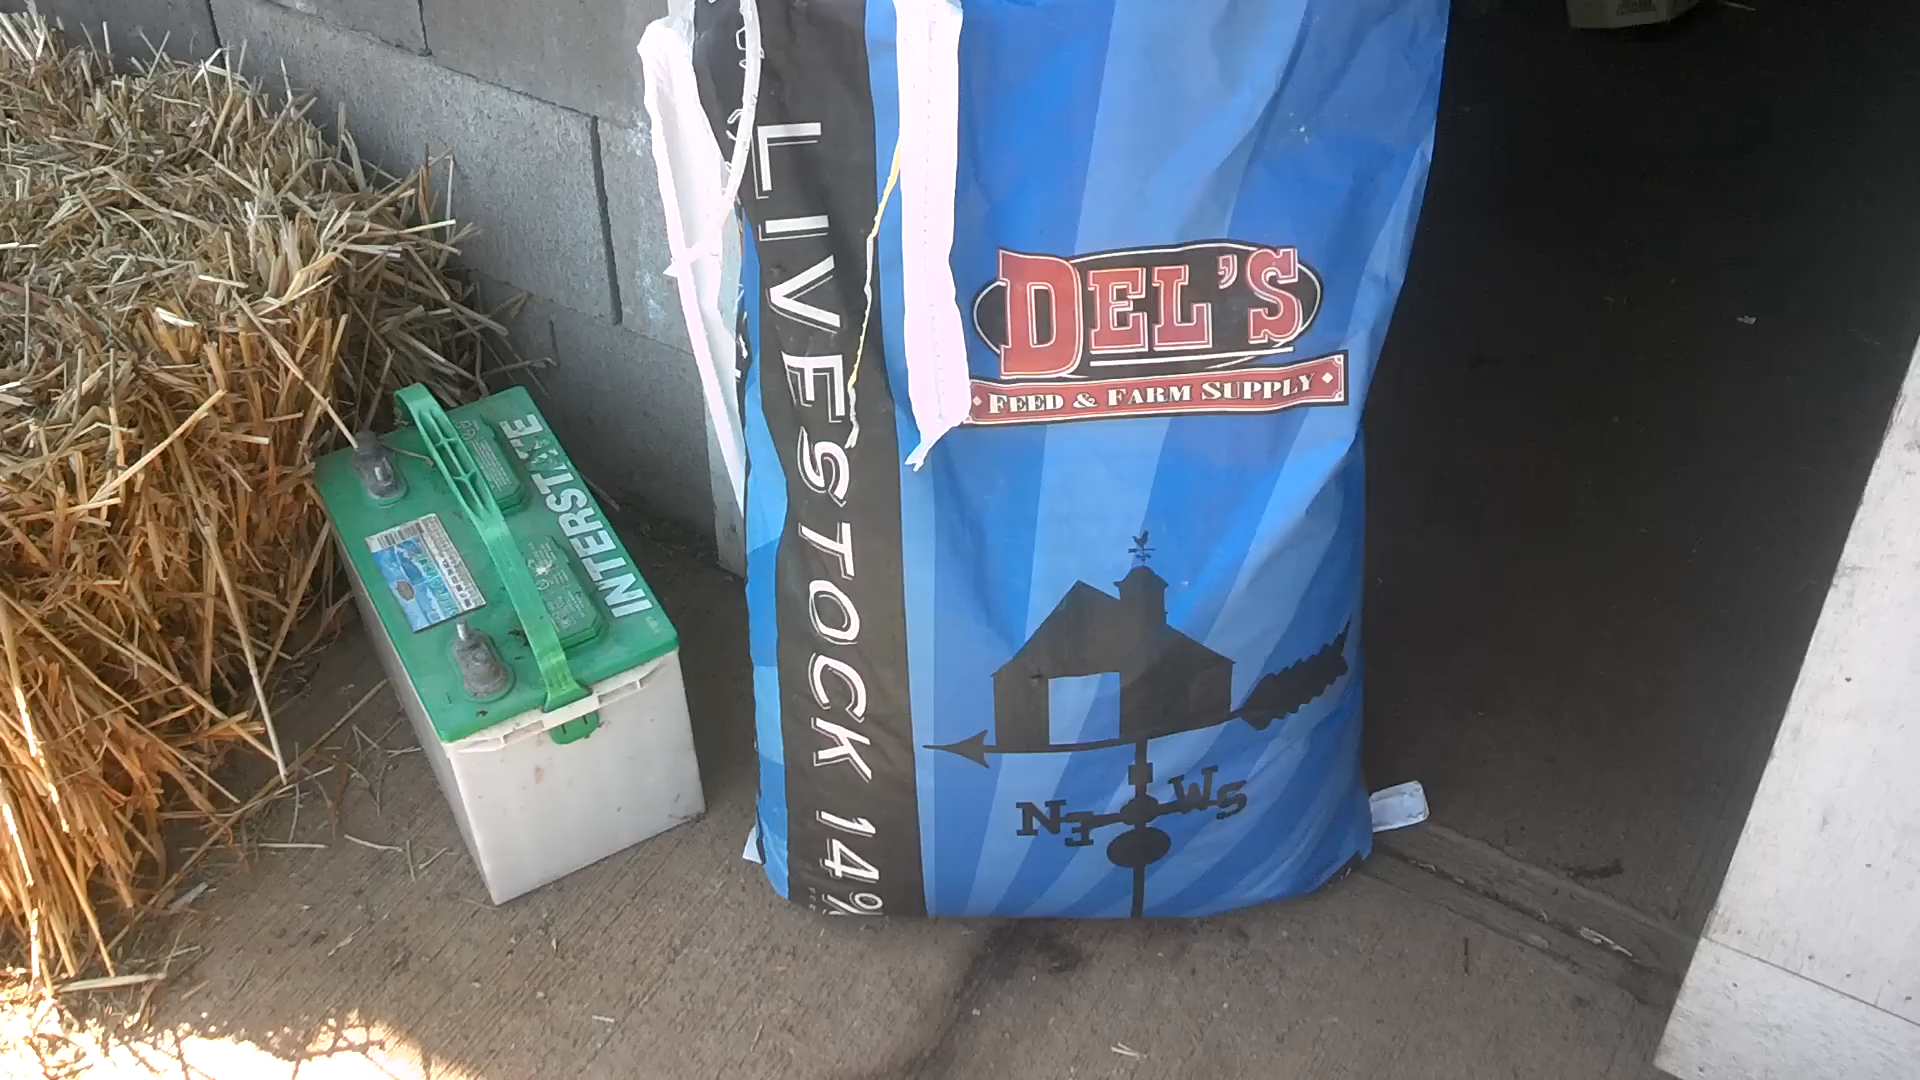 INTERSTATE
LIVESTOCK 14%
DEL'S
FEED & FARM SUPPLY
N E W S